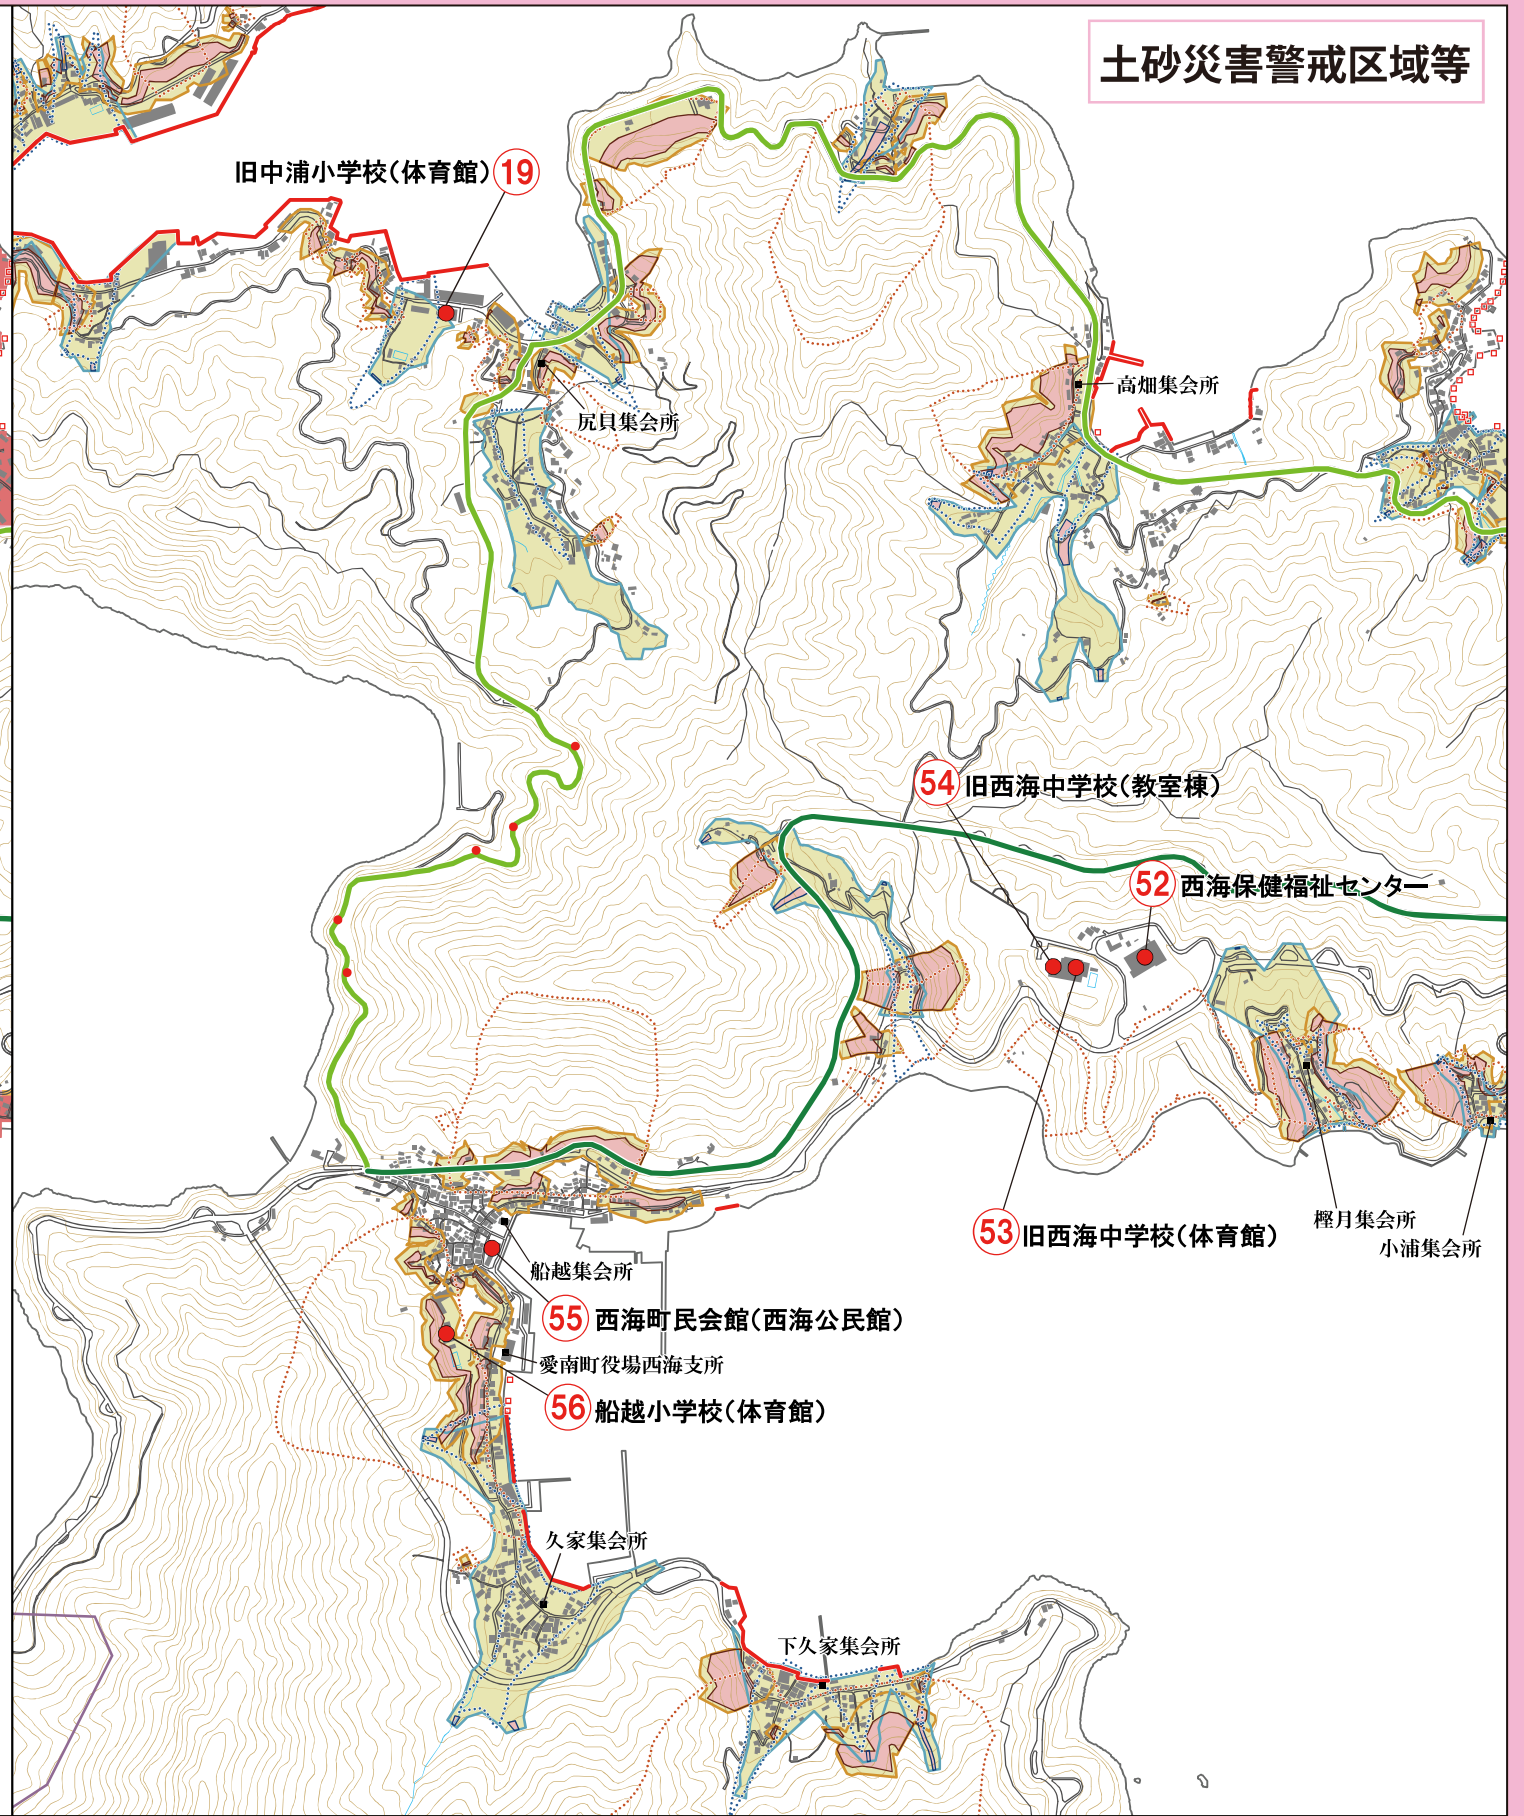 土砂災害警戒区域等
旧中浦小学校(体育館) 19
高畑集会所
尻貝集会所
54 旧西海中学校(教室棟)
52 西海保健福祉センター
53 旧西海中学校(体育館)
樫月集会所
小浦集会所
船越集会所
55 西海町民会館(西海公民館)
愛南町役場西海支所
56 船越小学校(体育館)
久家集会所
下久家集会所